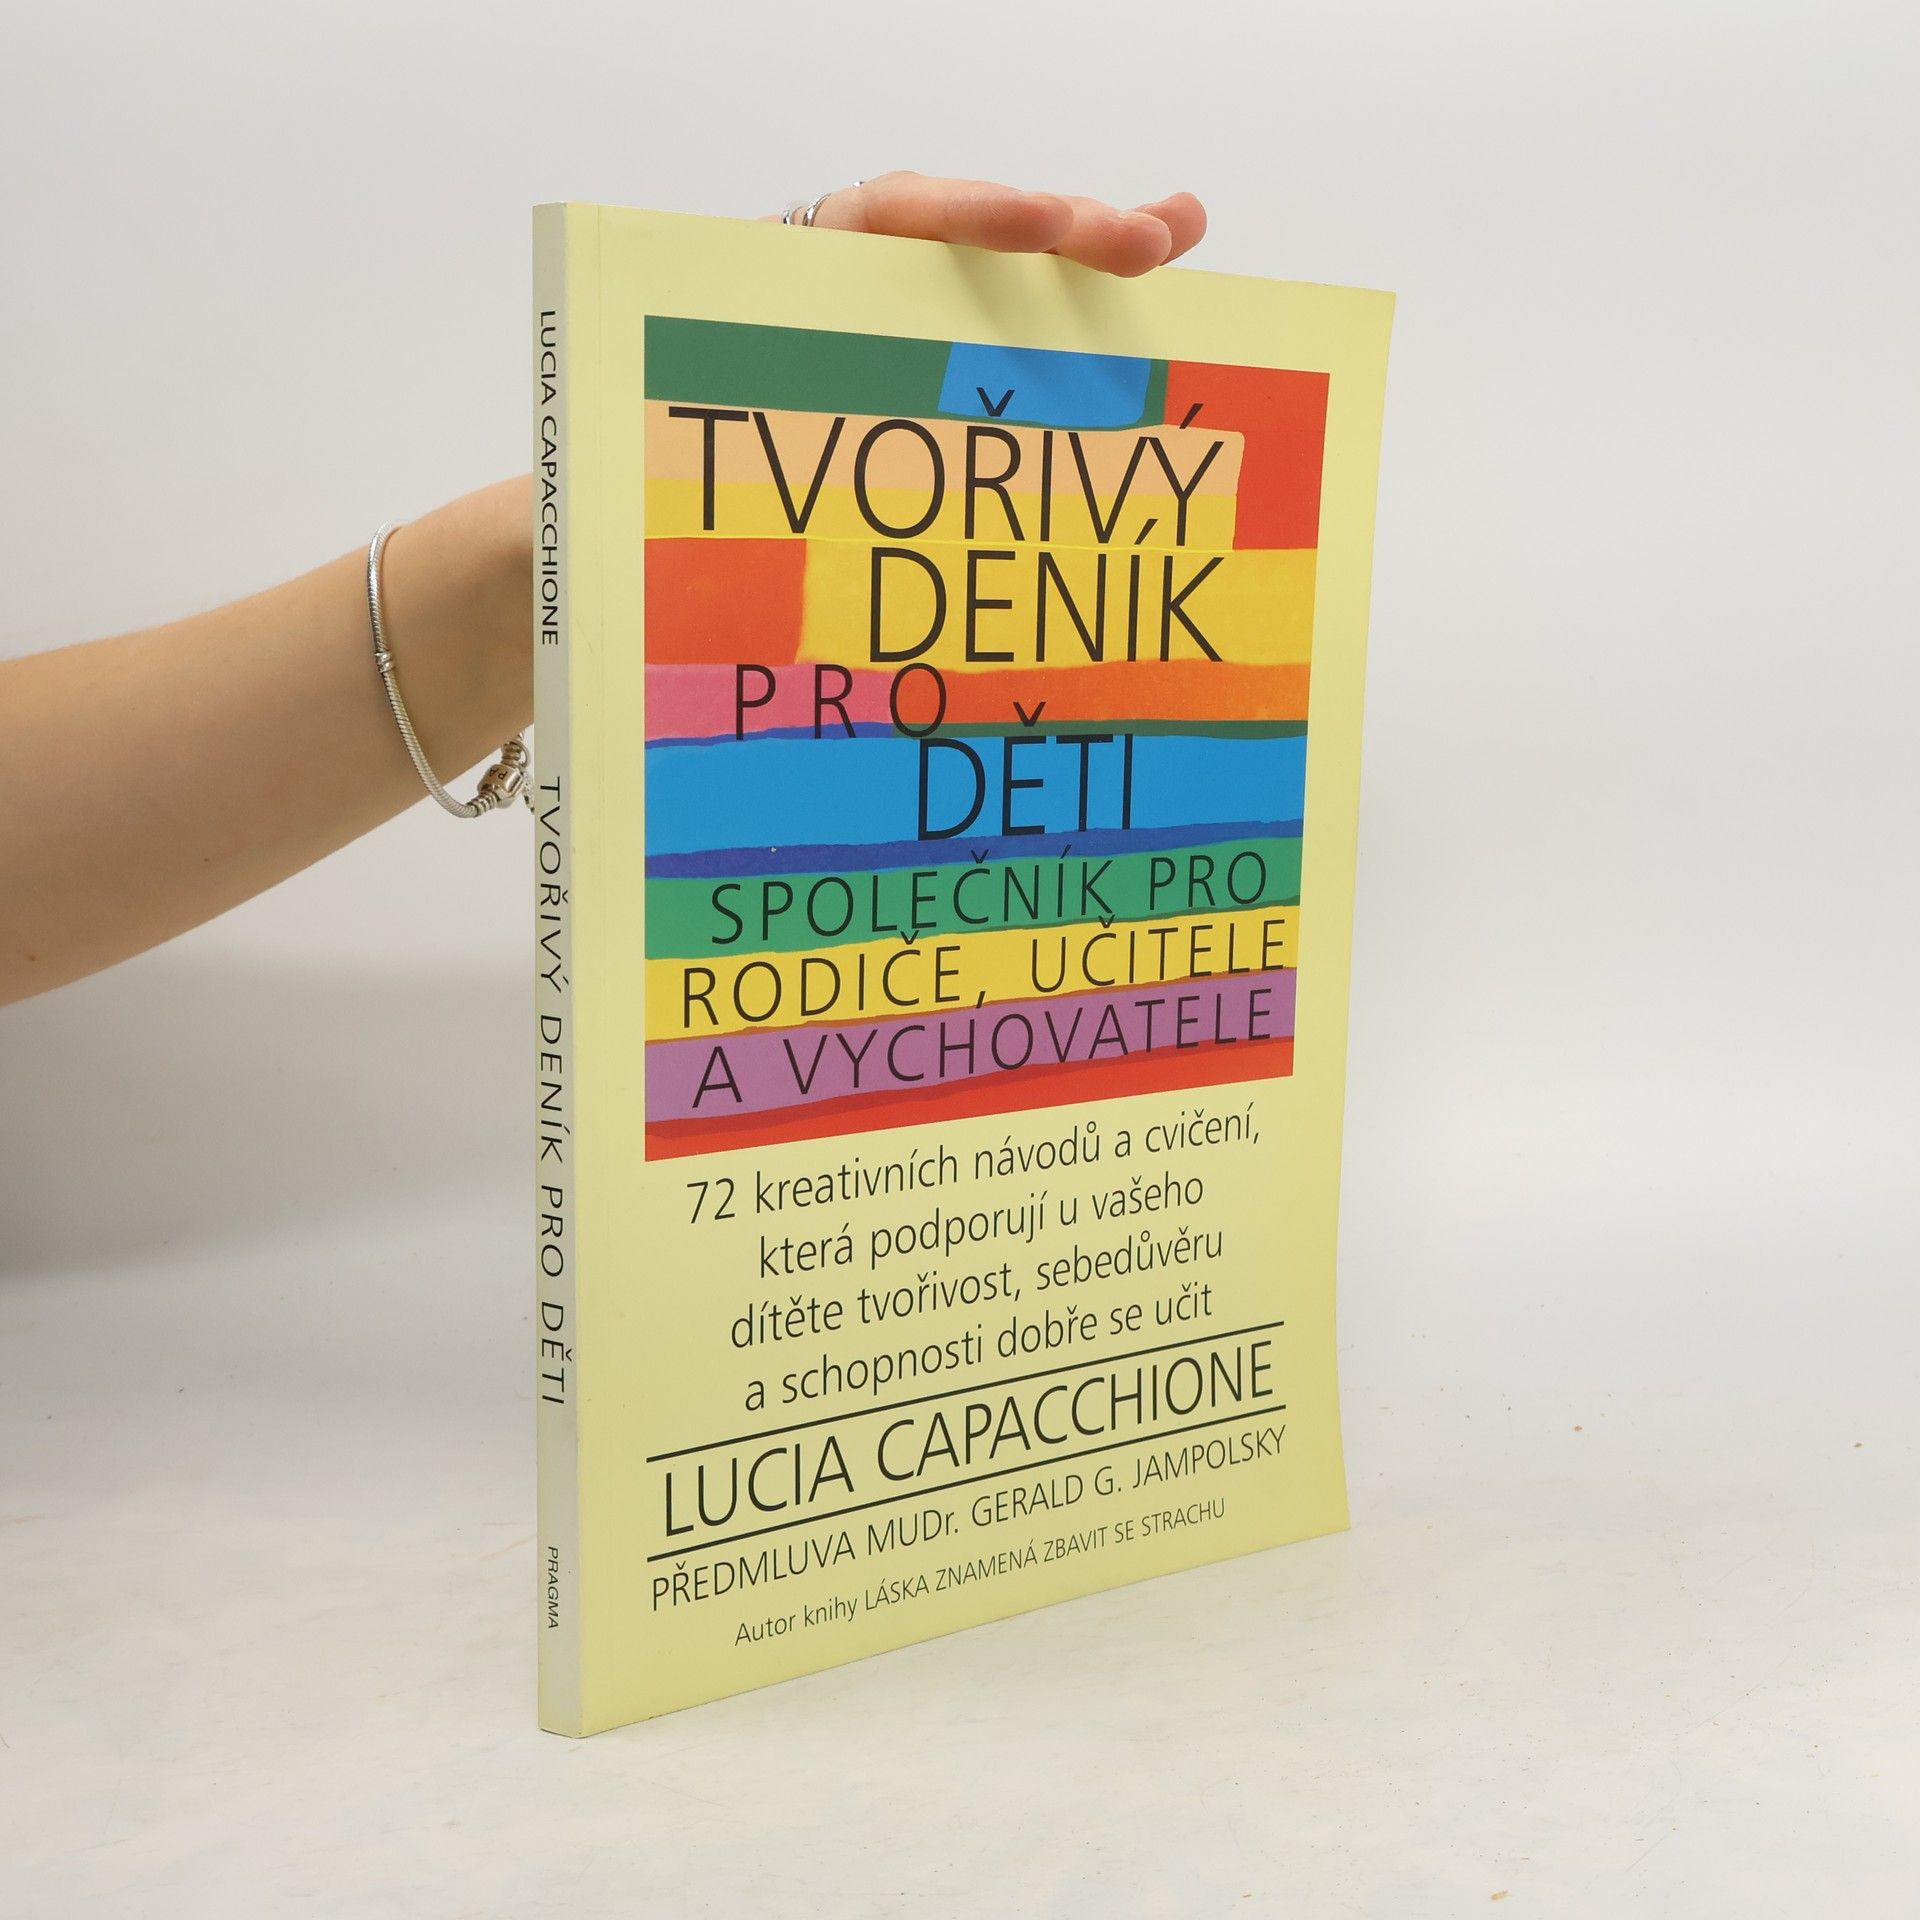 LUCIA CAPACCHIONE
TVOŘIVÝ DENÍK PRO DĚTI
PRAGMA
TVOŘIVÝ
DENÍK
PRO
DĚTI
SPOLEČNÍK PRO
RODIČE, UČITELE
A VYCHOVATELE
72 kreativních návodů a cvičení,
která podporují u vašeho
dítěte tvořivost, sebedůvěru
a schopnosti dobře se učit
LUCIA CAPACCHIONE
PŘEDMLUVA MUDr. GERALD G. JAMPOLSKY
Autor knihy LÁSKA ZNAMENÁ ZBAVIT SE STRACHU